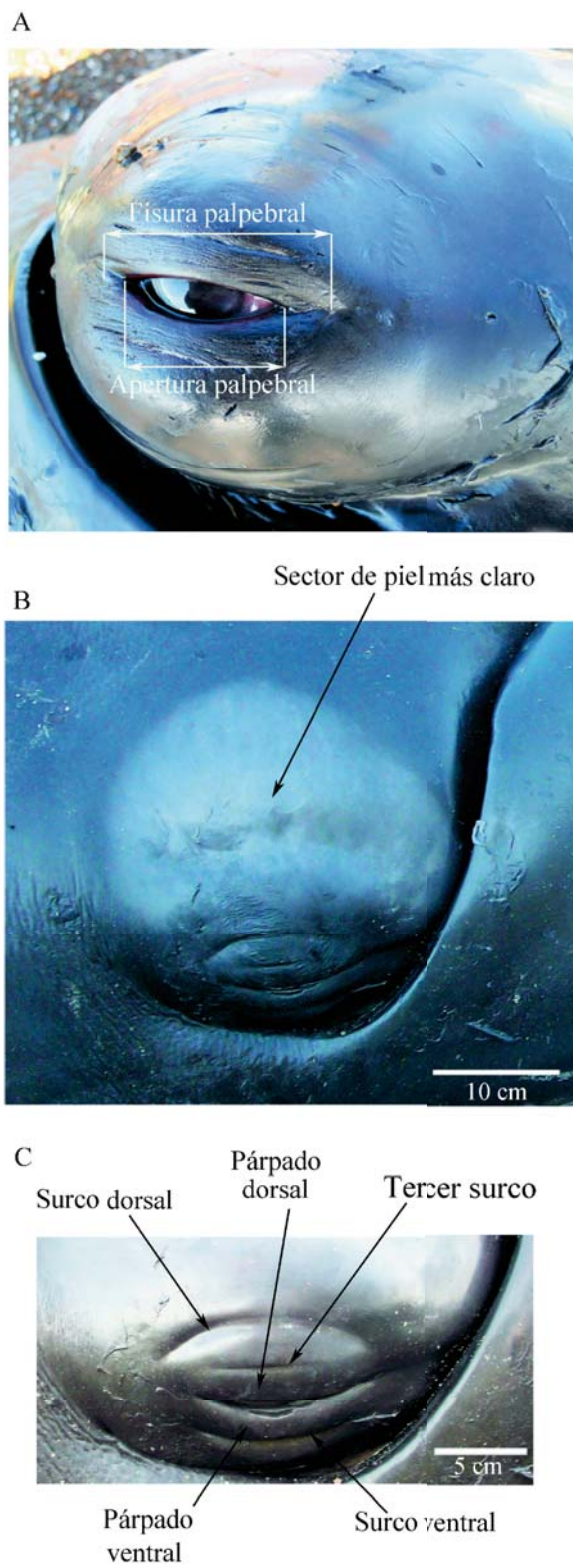 A
Fisura palpebral
Apertura palpebral
Sector de piel más claro
B
10 cm
C
Párpado
dorsal
Surco dorsal
Tercer surco
5 cm
Párpado
ventral
Surco ventral